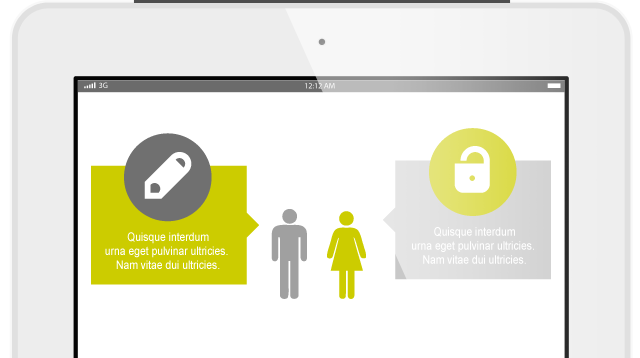 3G
12:12 AM
Quisque interdum
urna eget pulvinar ultricies.
Nam vitae dui ultricies.
Quisque interdum
urna eget pulvinar ultricies.
Nam vitae dui ultricies.